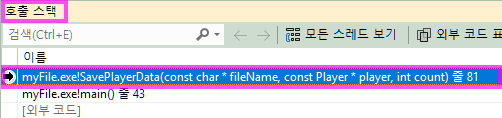 호출 스택
검색(Ctrl+E)
모든 스레드 보기
외부 코드 표
이름
myFile.exe!SavePlayerData(const char * fileName, const Player * player, int count) 줄 81
myFile.exe!main() 줄 43
[외부 코드]